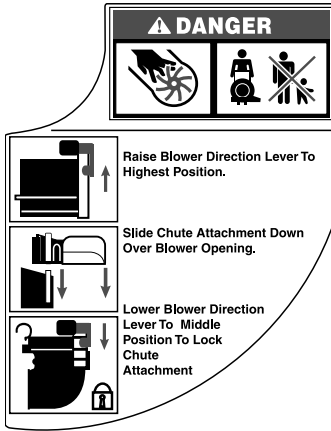 DANGER
Raise Blower Direction Lever To
Highest Position.
Slide Chute Attachment Down
Over Blower Opening.
Lower Blower Direction
Lever To Middle
Position To Lock
Chute
Attachment